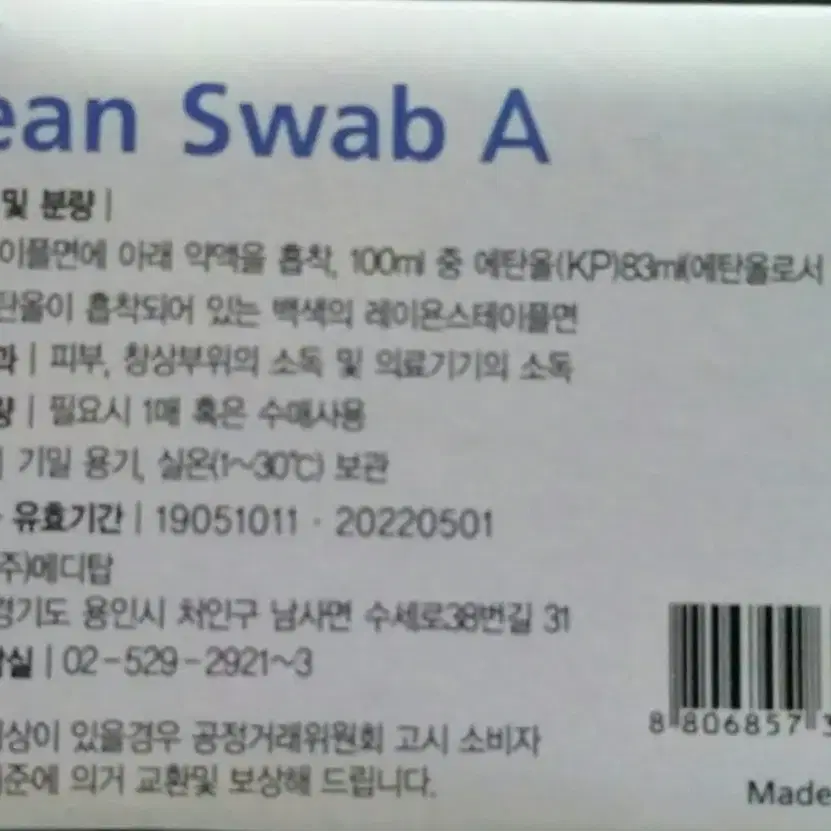 ean Swab A
및 분량 |
이플면에 아래 약액을 흡착, 100ml 중 에탄올(KP)83ml(에탄올로서
탄올이 흡착되어 있는 백색의 레이온스테이플면
과 | 피부, 창상부위의 소독 및 의료기기의 소독
량 | 필요시 1매 혹은 수매사용
| 기밀 용기, 실온(1~30℃) 보관
유효기간 | 19051011 · 20220501
주)메디탑
경기도 용인시 처인구 남사면 수세로38번길 31
담실 | 02-529-2921~3
이상이 있을경우 공정거래위원회 고시 소비자
기준에 의거 교환및 보상해 드립니다.
8 806857 3
Made